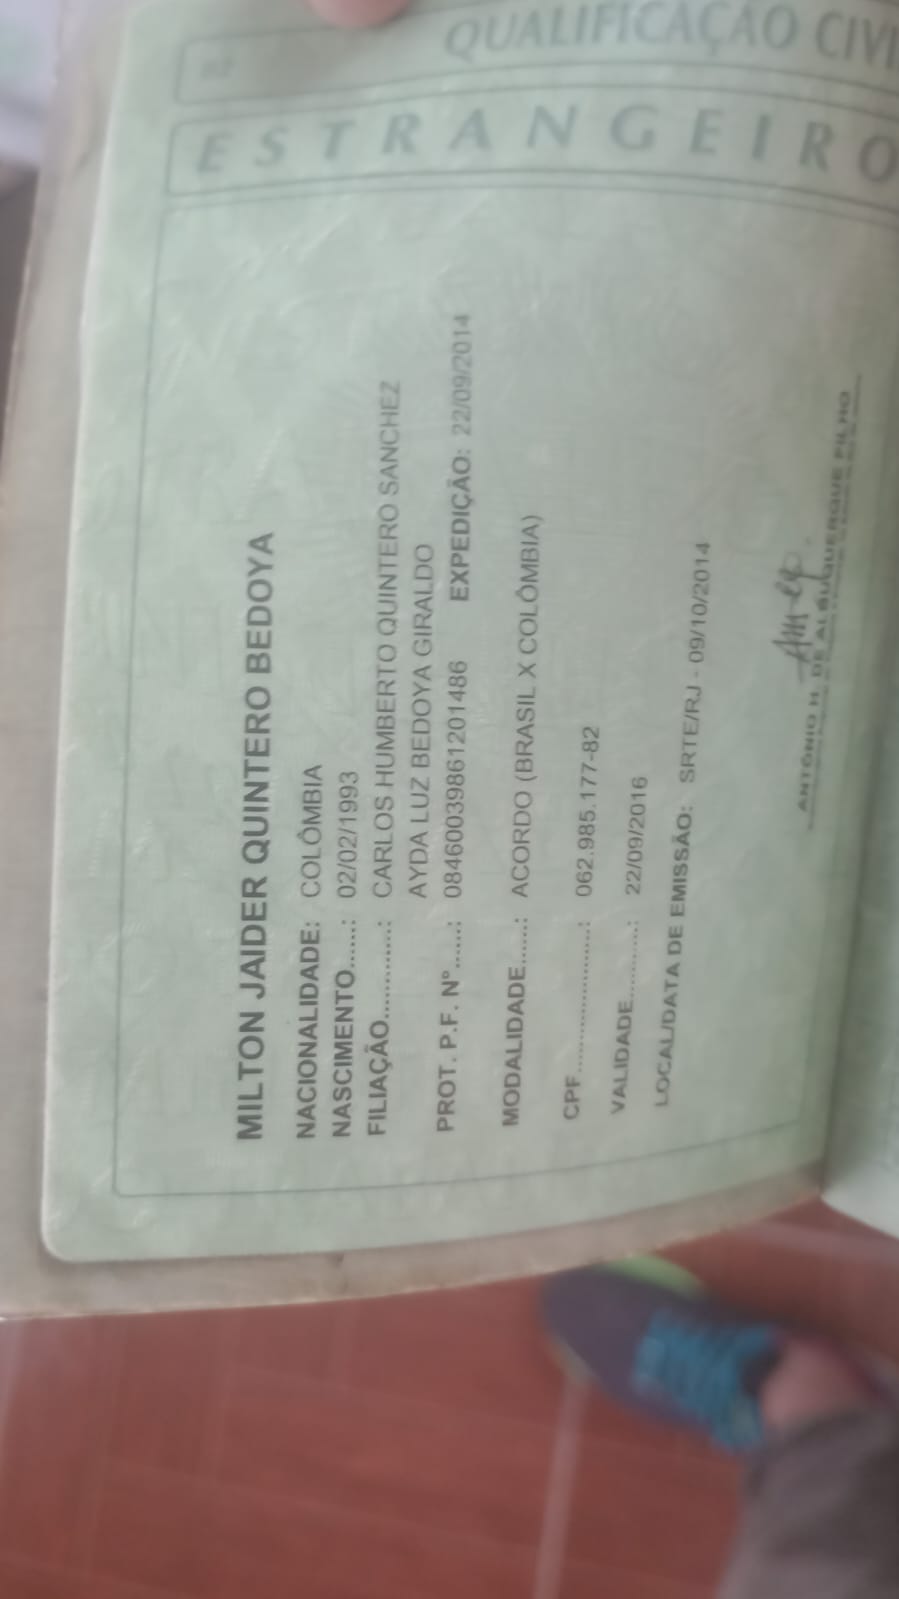 QUALIFICAÇÃO CIVI
ESTRANGEIRO
MILTON JAIDER QUINTERO BEDOYA
NACIONALIDADE: COLÔMBIA
NASCIMENTO......: 02/02/1993
FILIAÇÃO............: CARLOS HUMBERTO QUINTERO SANCHEZ
AYDA LUZ BEDOYA GIRALDO
PROT. P.F. Nº......: 08460039861201486 EXPEDIÇÃO: 22/09/2014
MODALIDADE......: ACORDO (BRASIL X COLÔMBIA)
CPF......................: 062.985.177-82
VALIDADE...........: 22/09/2016
LOCAL/DATA DE EMISSÃO: SRTE/RJ - 09/10/2014
ANTÔNIO H. DE ALBUQUERQUE FILHO